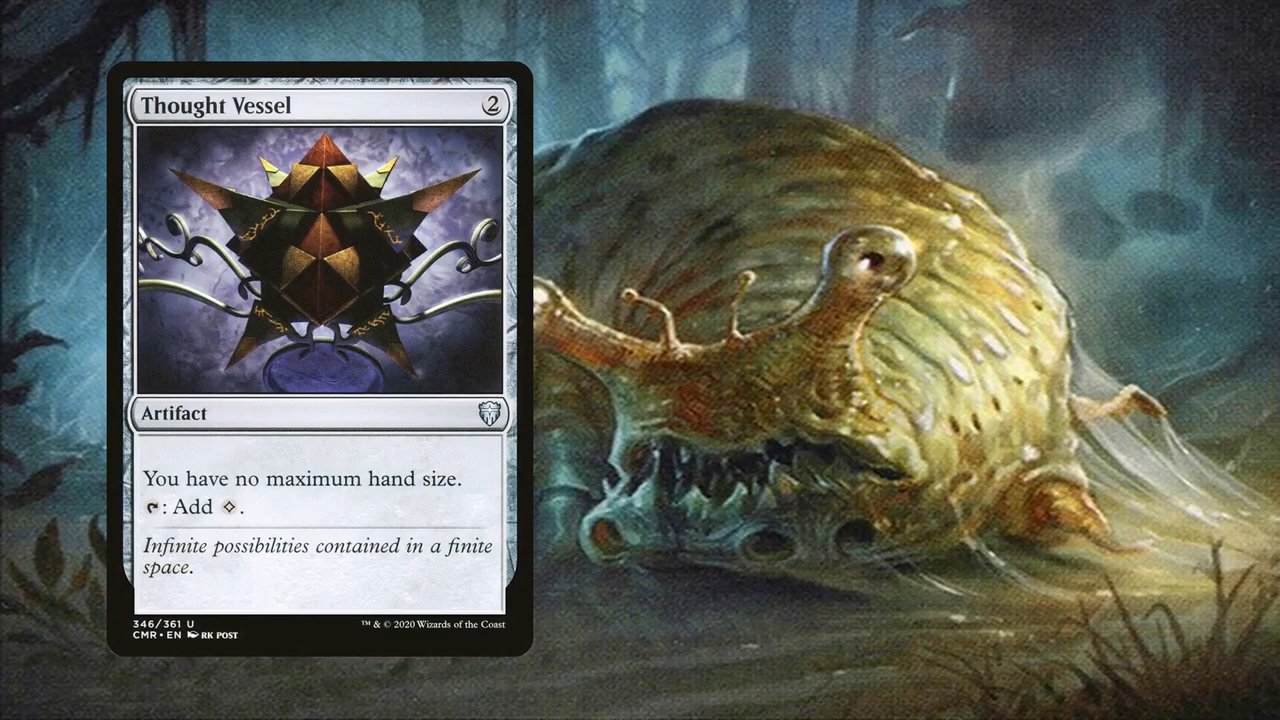 Thought Vessel 2
Artifact
You have no maximum hand size.
: Add .
Infinite possibilities contained in a finite
space.
346/361 U ™ & © 2020 Wizards of the Coast
CMR • EN RK POST